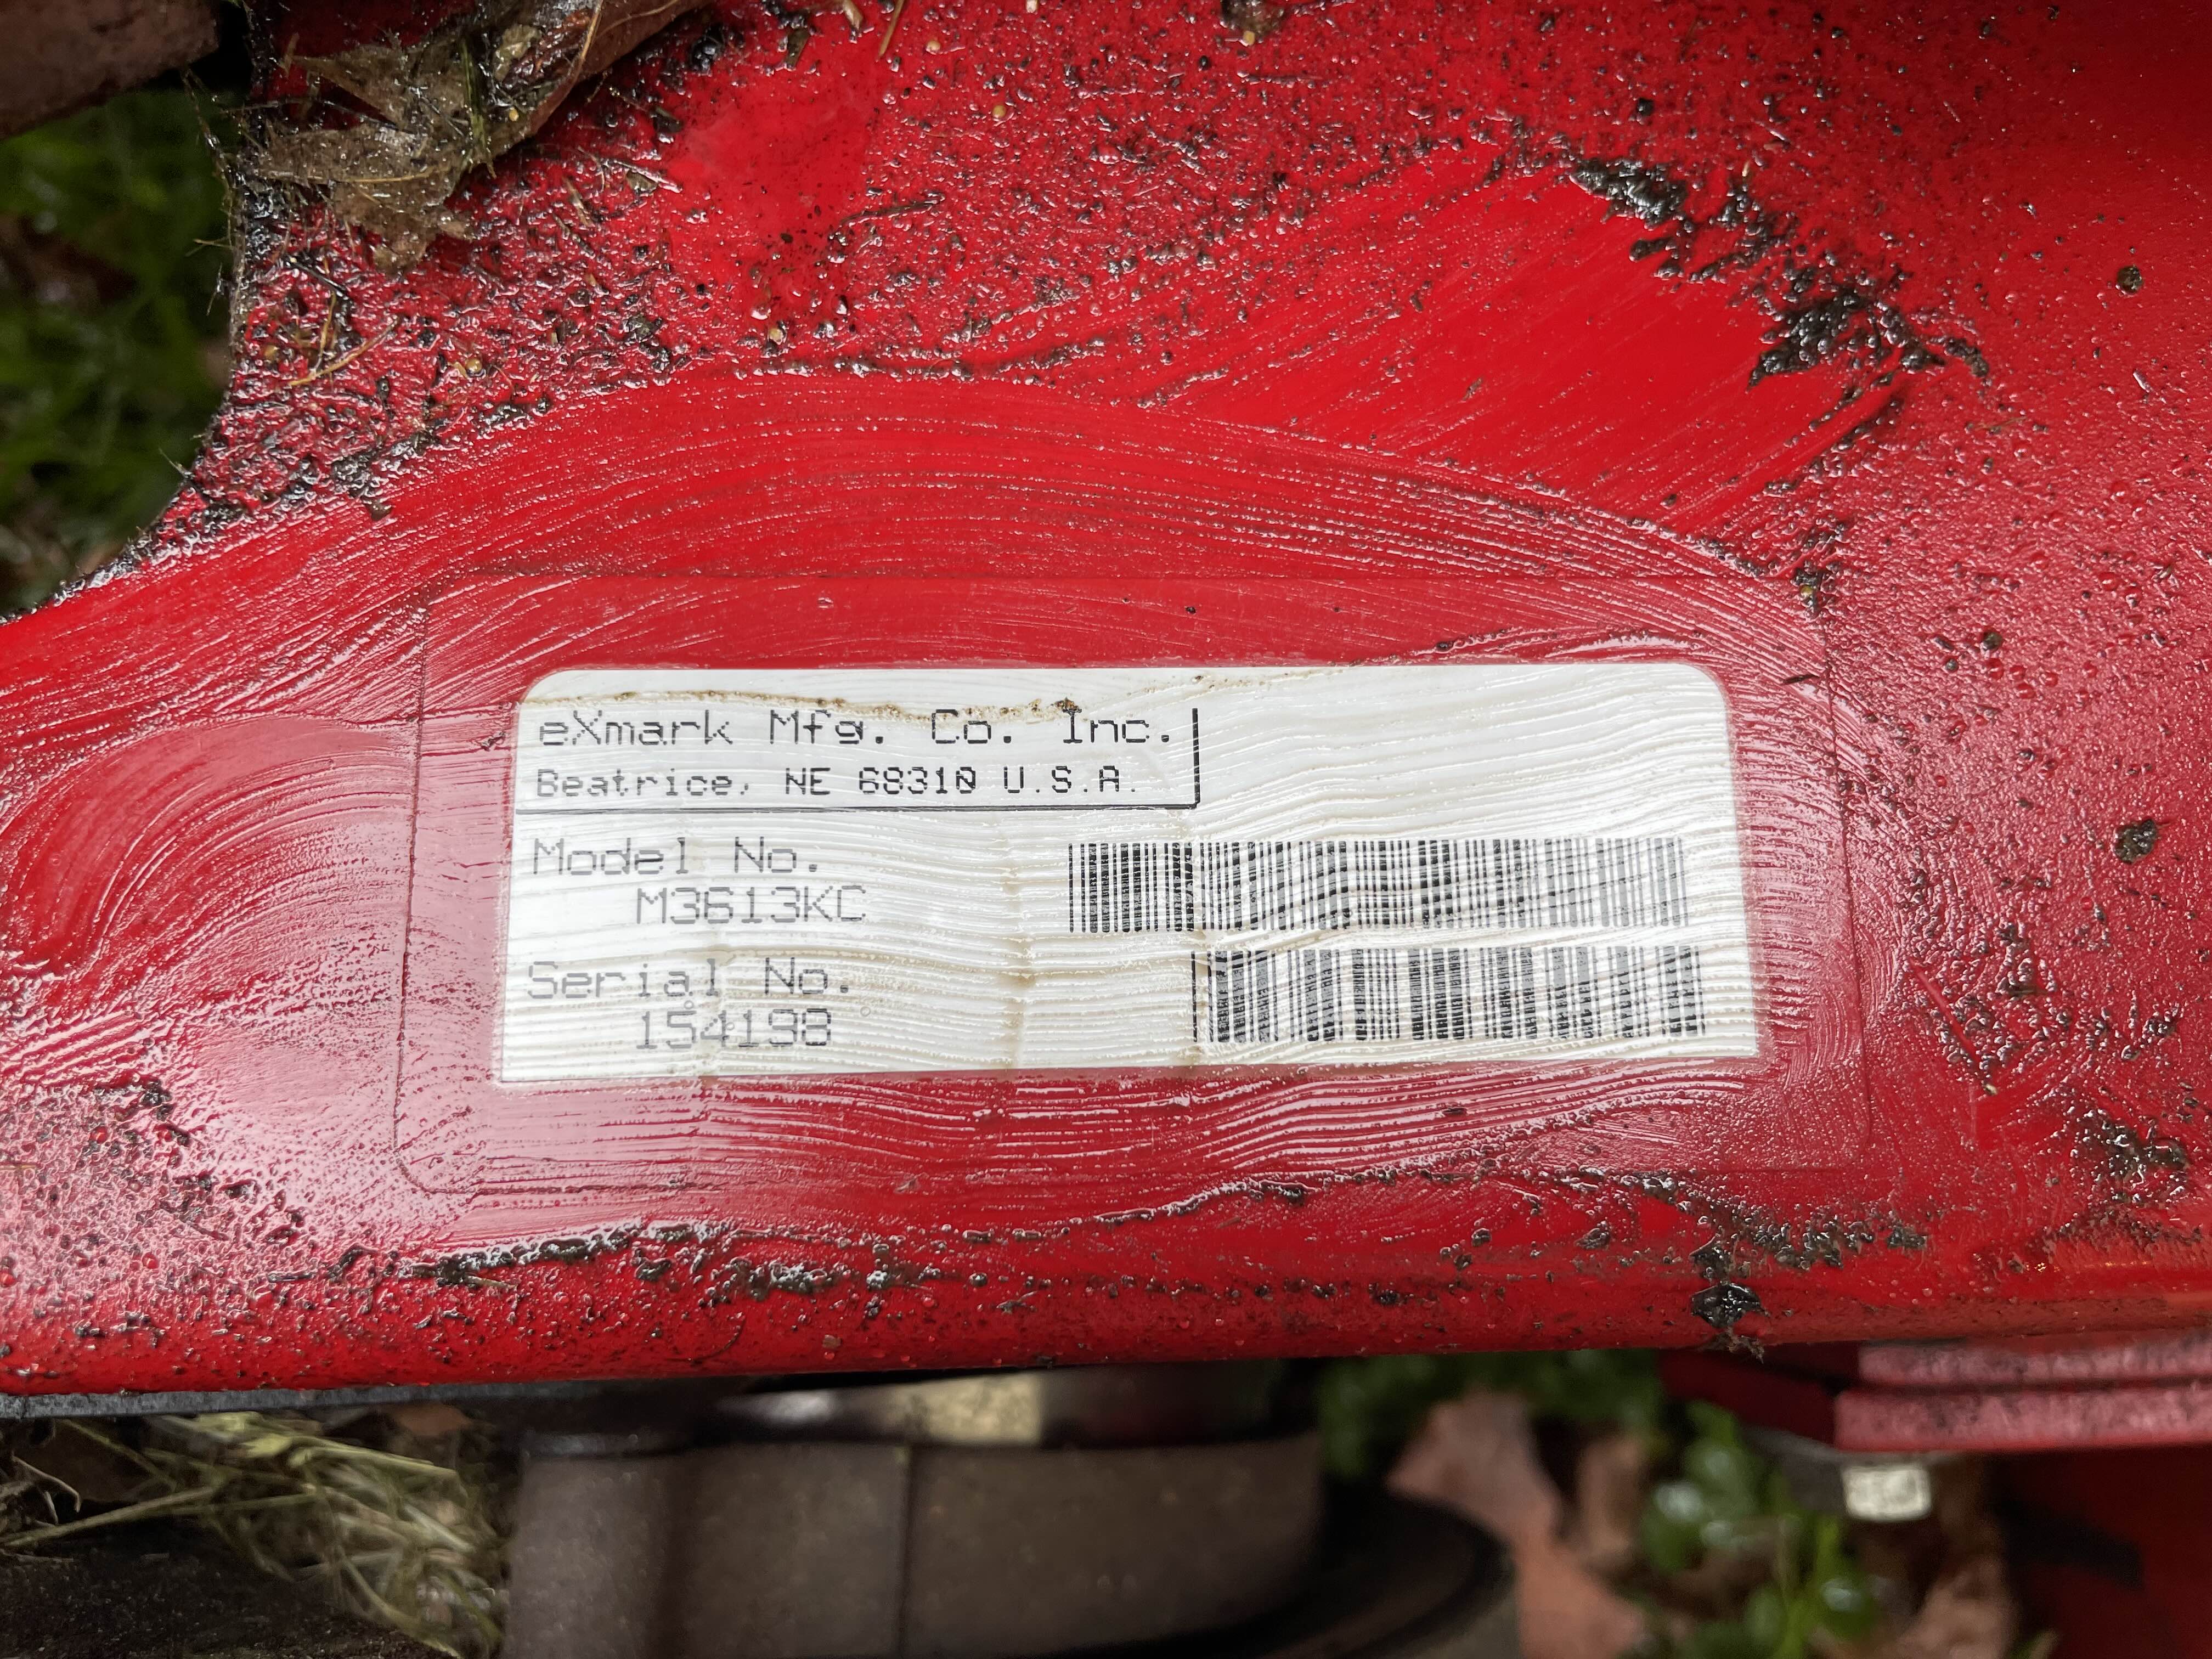 eXmark Mfg. Co. Inc.
Beatrice, NE 68310 U.S.A.
Model No.
M3613KC
Serial No.
154198